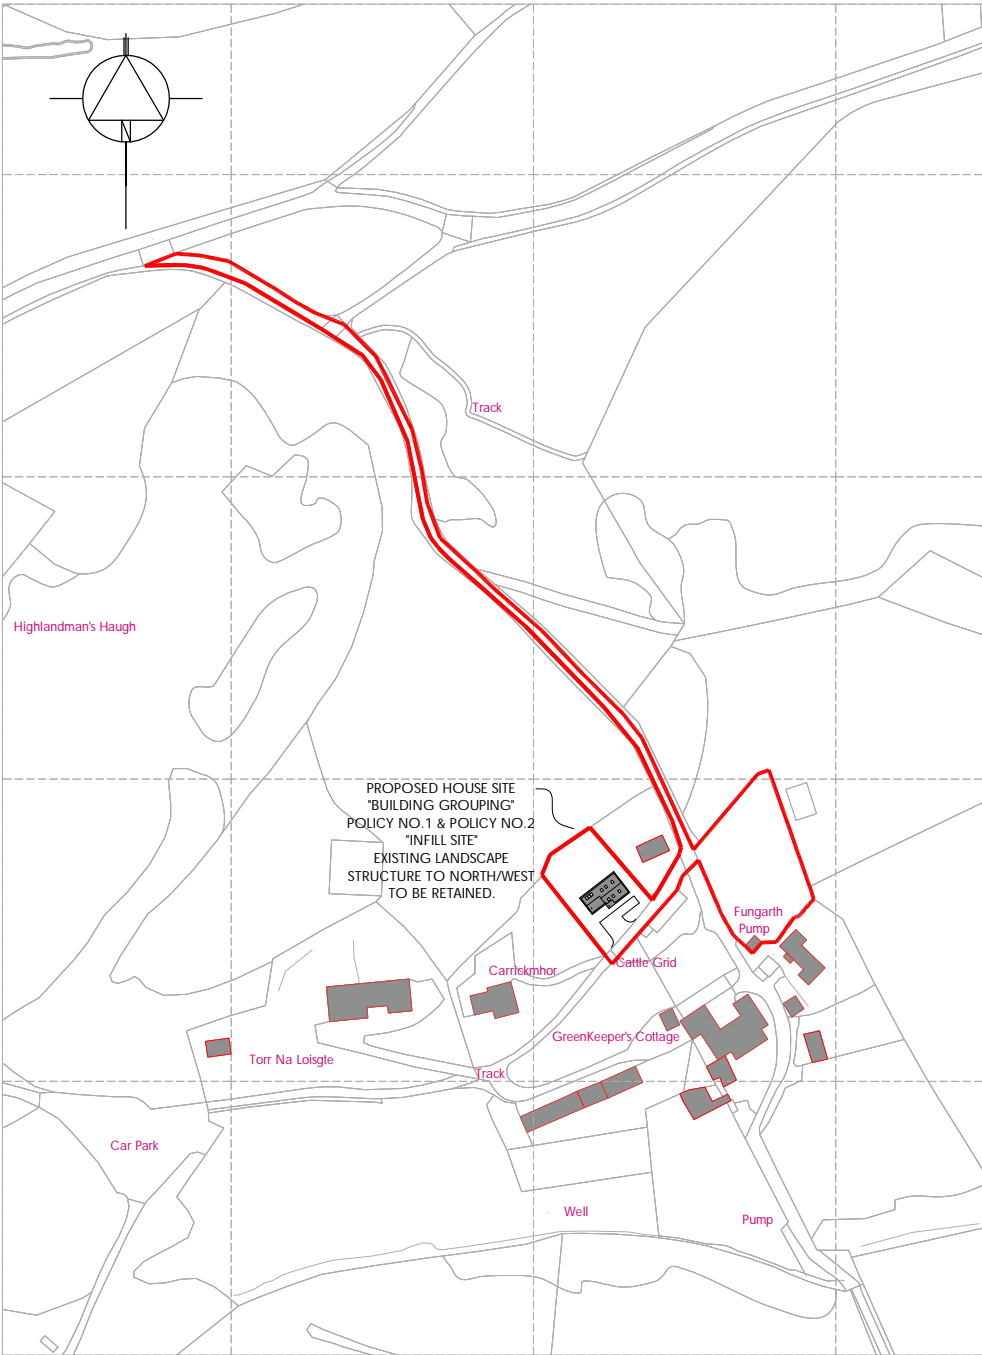 N
Track
Highlandman's Haugh
PROPOSED HOUSE SITE
"BUILDING GROUPING"
POLICY NO.1 & POLICY NO.2
"INFILL SITE"
EXISTING LANDSCAPE
STRUCTURE TO NORTH/WEST
TO BE RETAINED.
Fungarth
Pump
Carrickmhor
Cattle Grid
GreenKeeper's Cottage
Torr Na Loisgte
Track
Car Park
Well
Pump